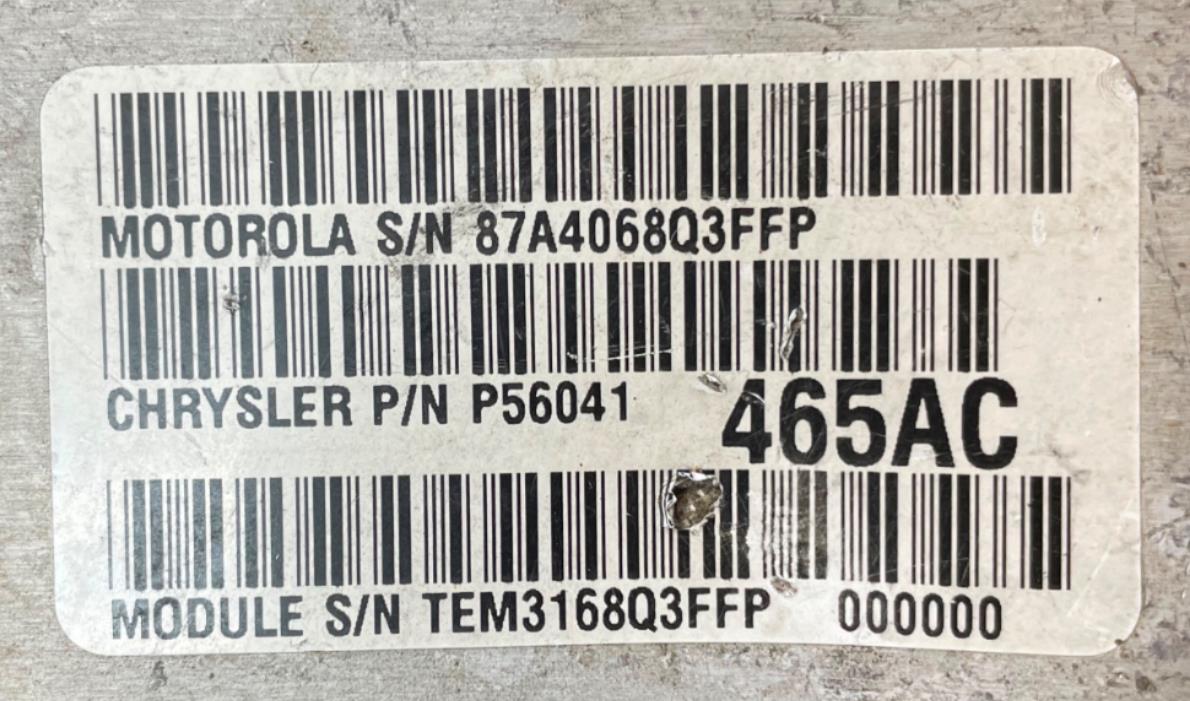 MOTOROLA S/N 87A4068Q3FFP
CHRYSLER P/N P56041 465AC
MODULE S/N TEM3168Q3FFP 000000